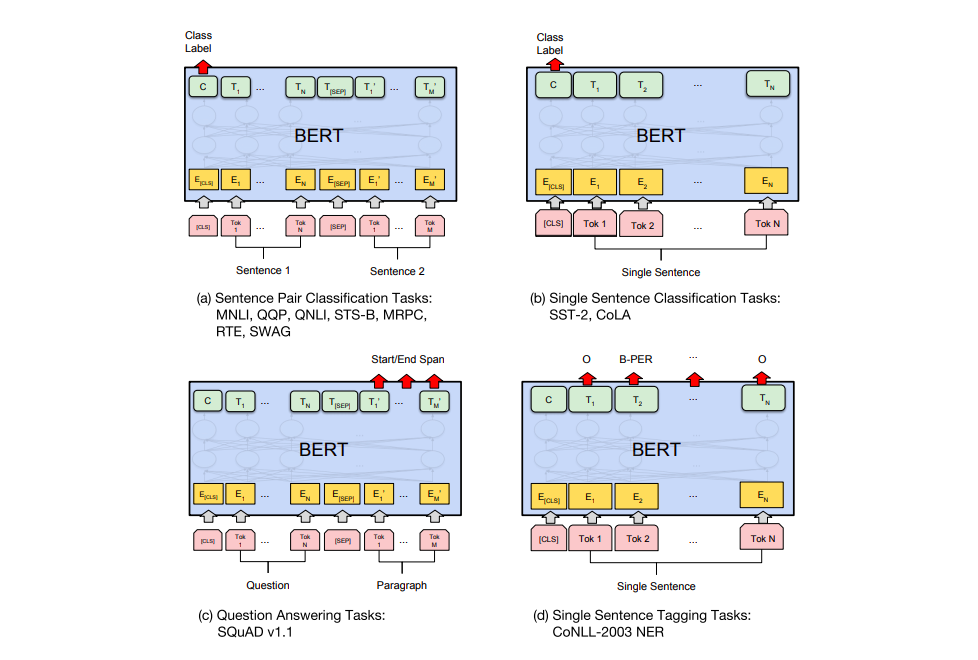 Class
Label
C T1 ... TN T[SEP] T1' ... TM'
BERT
E[CLS] E1 ... EN E[SEP] E1' ... EM'
[CLS] Tok 1 ... Tok N [SEP] Tok 1 ... Tok M
Sentence 1 Sentence 2
(a) Sentence Pair Classification Tasks:
MNLI, QQP, QNLI, STS-B, MRPC,
RTE, SWAG
Class
Label
C T1 T2 ... TN
BERT
E[CLS] E1 E2 ... EN
[CLS] Tok 1 Tok 2 ... Tok N
Single Sentence
(b) Single Sentence Classification Tasks:
SST-2, CoLA
Start/End Span
C T1 ... TN T[SEP] T1' ... TM'
BERT
E[CLS] E1 ... EN E[SEP] E1' ... EM'
[CLS] Tok 1 ... Tok N [SEP] Tok 1 ... Tok M
Question Paragraph
(c) Question Answering Tasks:
SQuAD v1.1
O B-PER ... O
C T1 T2 ... TN
BERT
E[CLS] E1 E2 ... EN
[CLS] Tok 1 Tok 2 ... Tok N
Single Sentence
(d) Single Sentence Tagging Tasks:
CoNLL-2003 NER